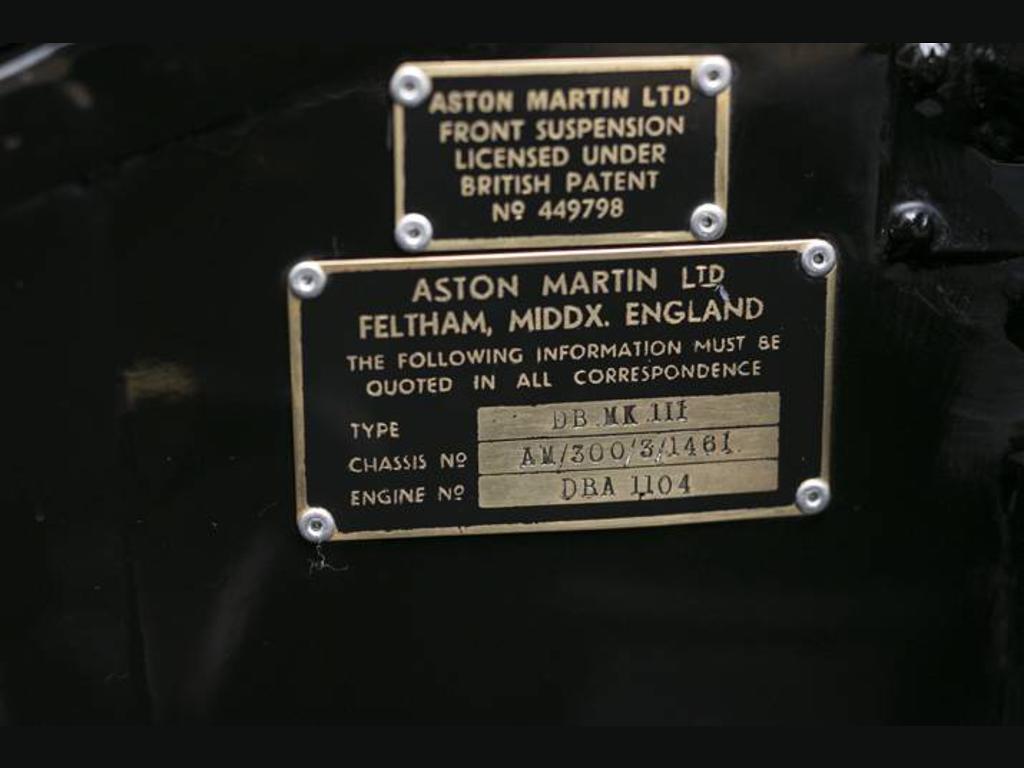 ASTON MARTIN LTD
FRONT SUSPENSION
LICENSED UNDER
BRITISH PATENT
Nº 449798
ASTON MARTIN LTD
FELTHAM, MIDDX. ENGLAND
THE FOLLOWING INFORMATION MUST BE
QUOTED IN ALL CORRESPONDENCE
TYPE DB.MK.III
CHASSIS Nº AM/300/3/1461.
ENGINE Nº DBA 1104